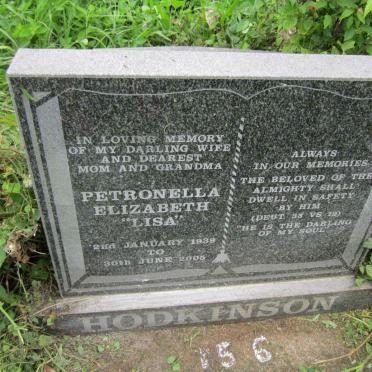 IN LOVING MEMORY
OF MY DARLING WIFE
AND DEAREST
MOM AND GRANDMA
PETRONELLA
ELIZABETH
"LISA"
2ND JANUARY 1939
TO
30TH JUNE 2005
ALWAYS
IN OUR MEMORIES
THE BELOVED OF THE
ALMIGHTY SHALL
DWELL IN SAFETY
BY HIM
(DEUT 33 VS 12)
"HE IS THE DARLING
OF MY SOUL"
HODKINSON
156